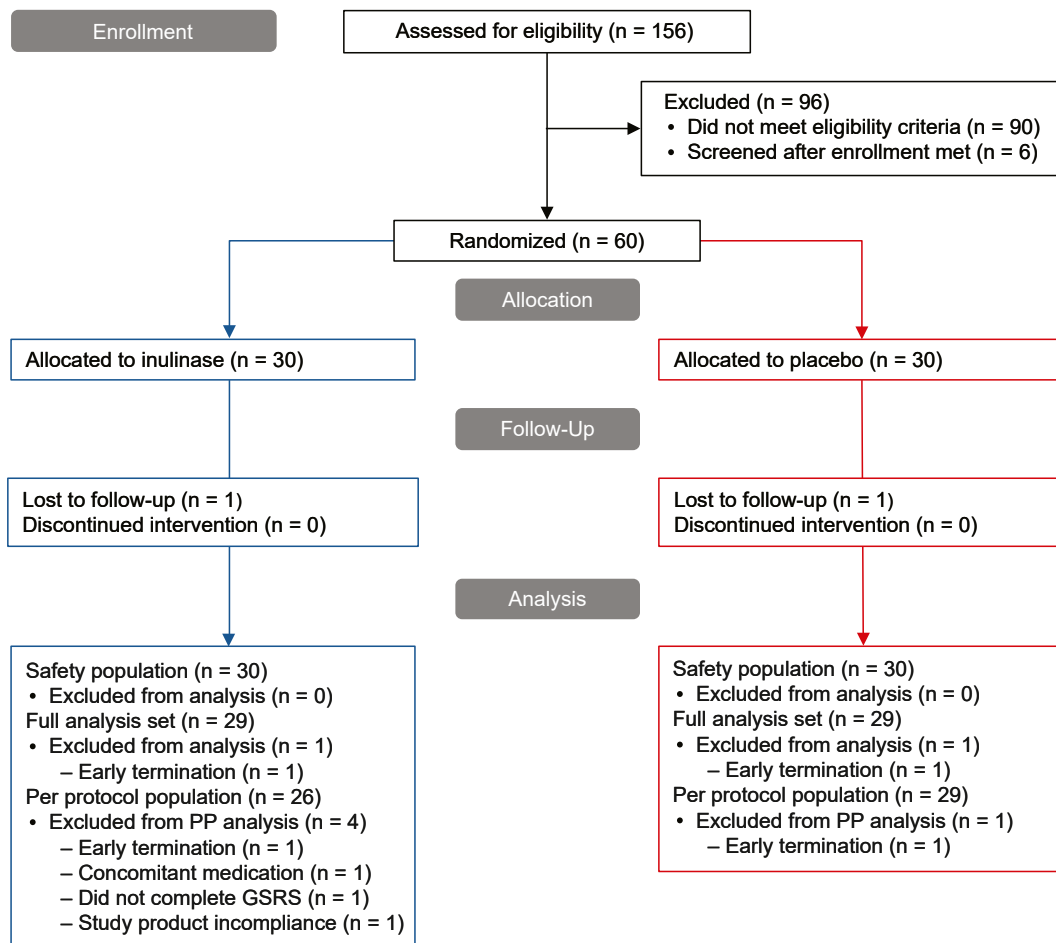 Enrollment
Assessed for eligibility (n = 156)
Excluded (n = 96)
• Did not meet eligibility criteria (n = 90)
• Screened after enrollment met (n = 6)
Randomized (n = 60)
Allocation
Allocated to inulinase (n = 30)
Allocated to placebo (n = 30)
Follow-Up
Lost to follow-up (n = 1)
Discontinued intervention (n = 0)
Lost to follow-up (n = 1)
Discontinued intervention (n = 0)
Analysis
Safety population (n = 30)
• Excluded from analysis (n = 0)
Full analysis set (n = 29)
• Excluded from analysis (n = 1)
– Early termination (n = 1)
Per protocol population (n = 26)
• Excluded from PP analysis (n = 4)
– Early termination (n = 1)
– Concomitant medication (n = 1)
– Did not complete GSRS (n = 1)
– Study product incompliance (n = 1)
Safety population (n = 30)
• Excluded from analysis (n = 0)
Full analysis set (n = 29)
• Excluded from analysis (n = 1)
– Early termination (n = 1)
Per protocol population (n = 29)
• Excluded from PP analysis (n = 1)
– Early termination (n = 1)